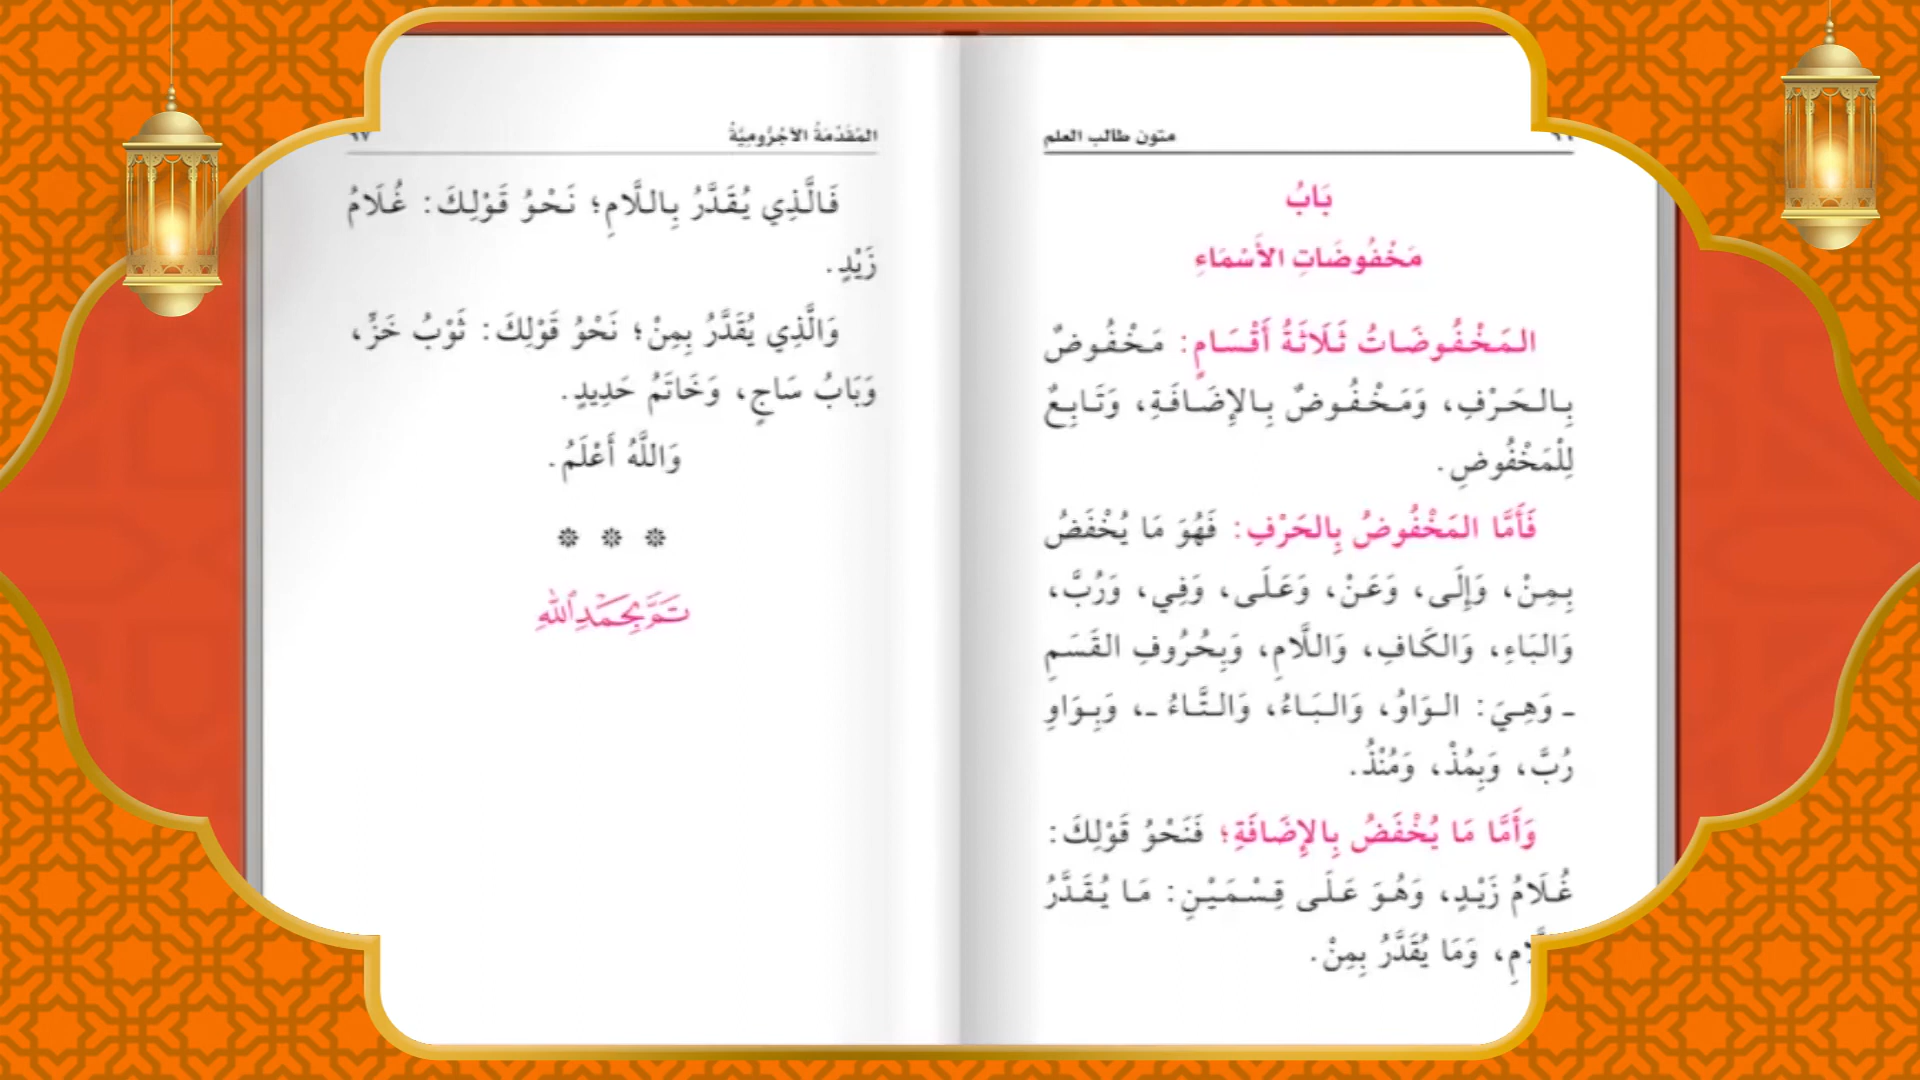 متون طالب العلم
بَابُ
مَخْفُوضَاتِ الأَسْمَاءِ
المَخْفُوضَاتُ ثَلَاثَةُ أَقْسَامٍ: مَخْفُوضٌ
بِالحَرْفِ، وَمَخْفُوضٌ بِالإِضَافَةِ، وَتَابِعٌ
لِلْمَخْفُوضِ.
فَأَمَّا المَخْفُوضُ بِالحَرْفِ: فَهُوَ مَا يُخْفَضُ
بِمِنْ، وَإِلَى، وَعَنْ، وَعَلَى، وَفِي، وَرُبَّ،
وَالبَاءِ، وَالكَافِ، وَاللَّامِ، وَبِحُرُوفِ القَسَمِ
ـ وَهِيَ: الوَاوُ، وَالبَاءُ، وَالتَّاءُ ـ، وَبِوَاوِ
رُبَّ، وَبِمُذْ، وَمُنْذُ.
وَأَمَّا مَا يُخْفَضُ بِالإِضَافَةِ؛ فَنَحْوُ قَوْلِكَ:
غُلَامُ زَيْدٍ، وَهُوَ عَلَى قِسْمَيْنِ: مَا يُقَدَّرُ
وَمَا يُقَدَّرُ بِمِنْ.
المُقَدِّمَةُ الآجُرُّومِيَّةُ
فَالَّذِي يُقَدَّرُ بِاللَّامِ؛ نَحْوُ قَوْلِكَ: غُلَامُ
زَيْدٍ.
وَالَّذِي يُقَدَّرُ بِمِنْ؛ نَحْوُ قَوْلِكَ: ثَوْبُ خَزٍّ،
وَبَابُ سَاجٍ، وَخَاتَمُ حَدِيدٍ.
وَاللَّهُ أَعْلَمُ.
تَمَّ بِحَمْدِ اللهِ